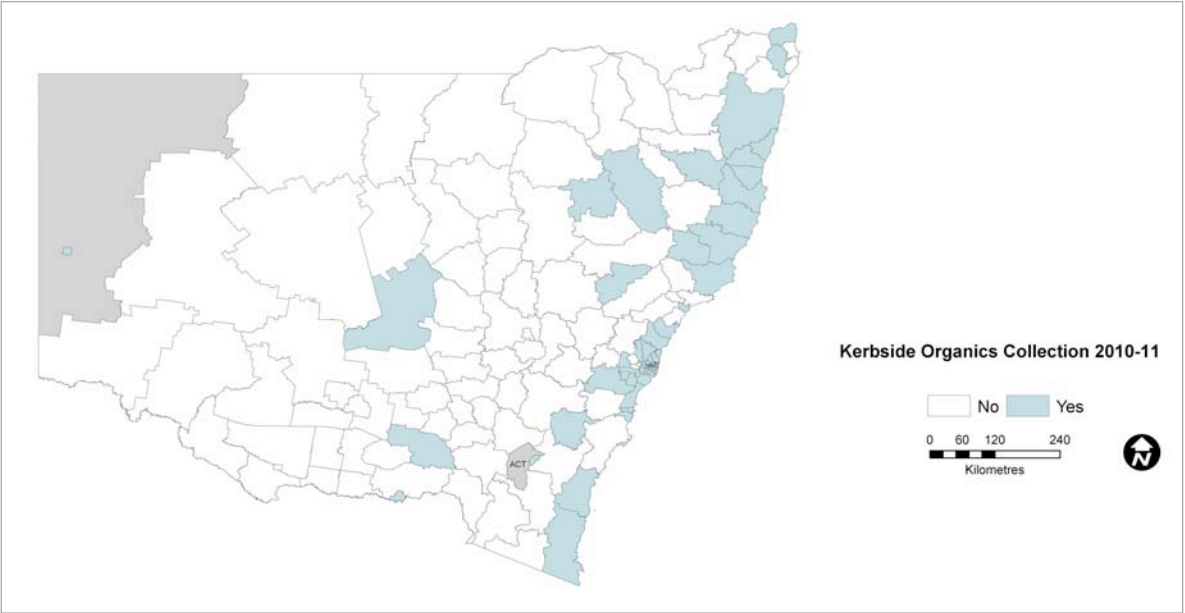 Kerbside Organics Collection 2010-11
No Yes
0 60 120 240
Kilometres
N
ACT